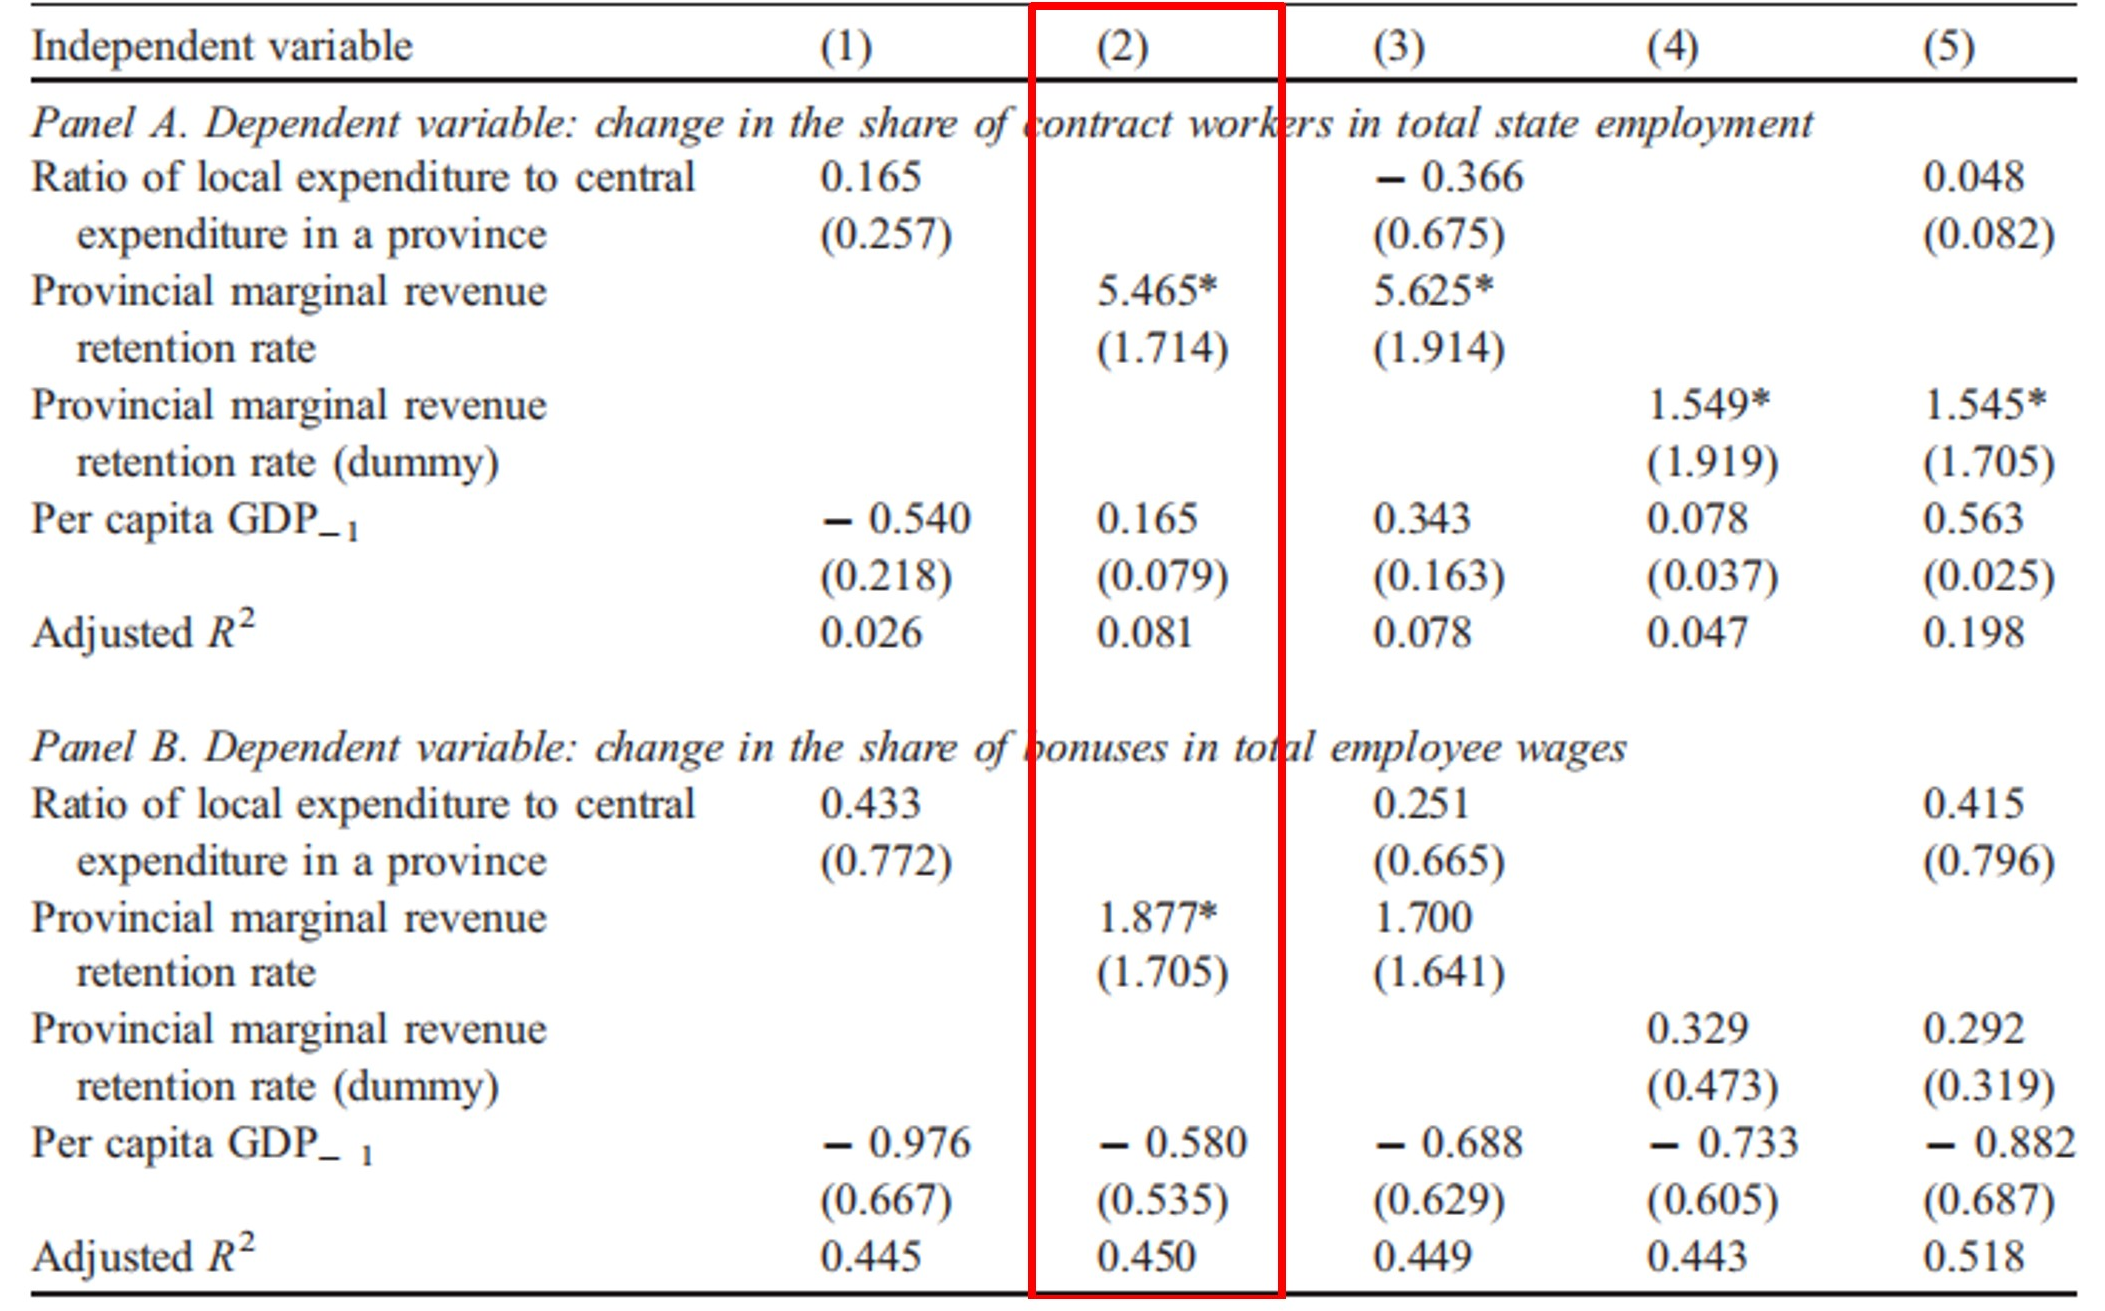 Independent variable (1) (2) (3) (4) (5)
Panel A. Dependent variable: change in the share of contract workers in total state employment
Ratio of local expenditure to central 0.165 − 0.366 0.048
expenditure in a province (0.257) (0.675) (0.082)
Provincial marginal revenue 5.465* 5.625*
retention rate (1.714) (1.914)
Provincial marginal revenue 1.549* 1.545*
retention rate (dummy) (1.919) (1.705)
Per capita GDP₋₁ − 0.540 0.165 0.343 0.078 0.563
(0.218) (0.079) (0.163) (0.037) (0.025)
Adjusted R² 0.026 0.081 0.078 0.047 0.198
Panel B. Dependent variable: change in the share of bonuses in total employee wages
Ratio of local expenditure to central 0.433 0.251 0.415
expenditure in a province (0.772) (0.665) (0.796)
Provincial marginal revenue 1.877* 1.700
retention rate (1.705) (1.641)
Provincial marginal revenue 0.329 0.292
retention rate (dummy) (0.473) (0.319)
Per capita GDP₋ ₁ − 0.976 − 0.580 − 0.688 − 0.733 − 0.882
(0.667) (0.535) (0.629) (0.605) (0.687)
Adjusted R² 0.445 0.450 0.449 0.443 0.518